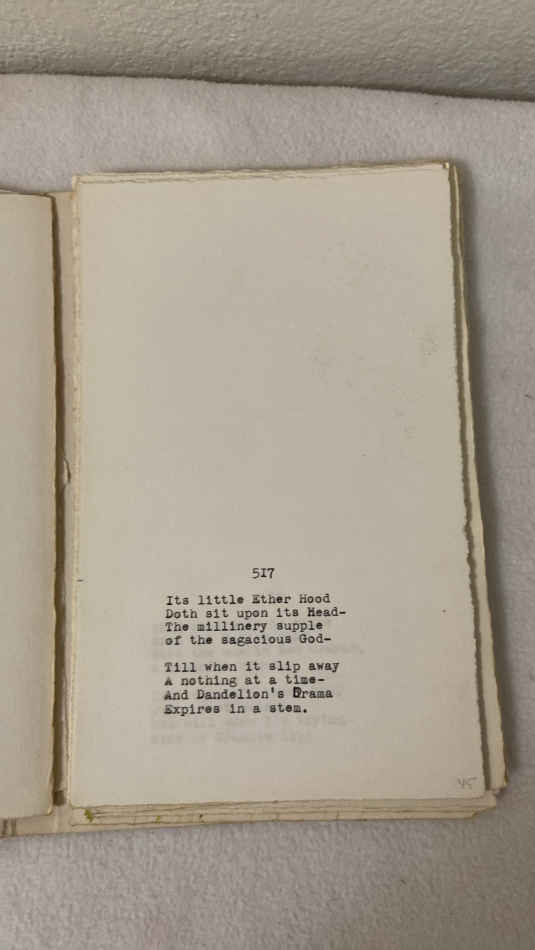 517
Its little Ether Hood
Doth sit upon its Head-
The millinery supple
of the sagacious God-
Till when it slip away
A nothing at a time-
And Dandelion's Drama
Expires in a stem.
45